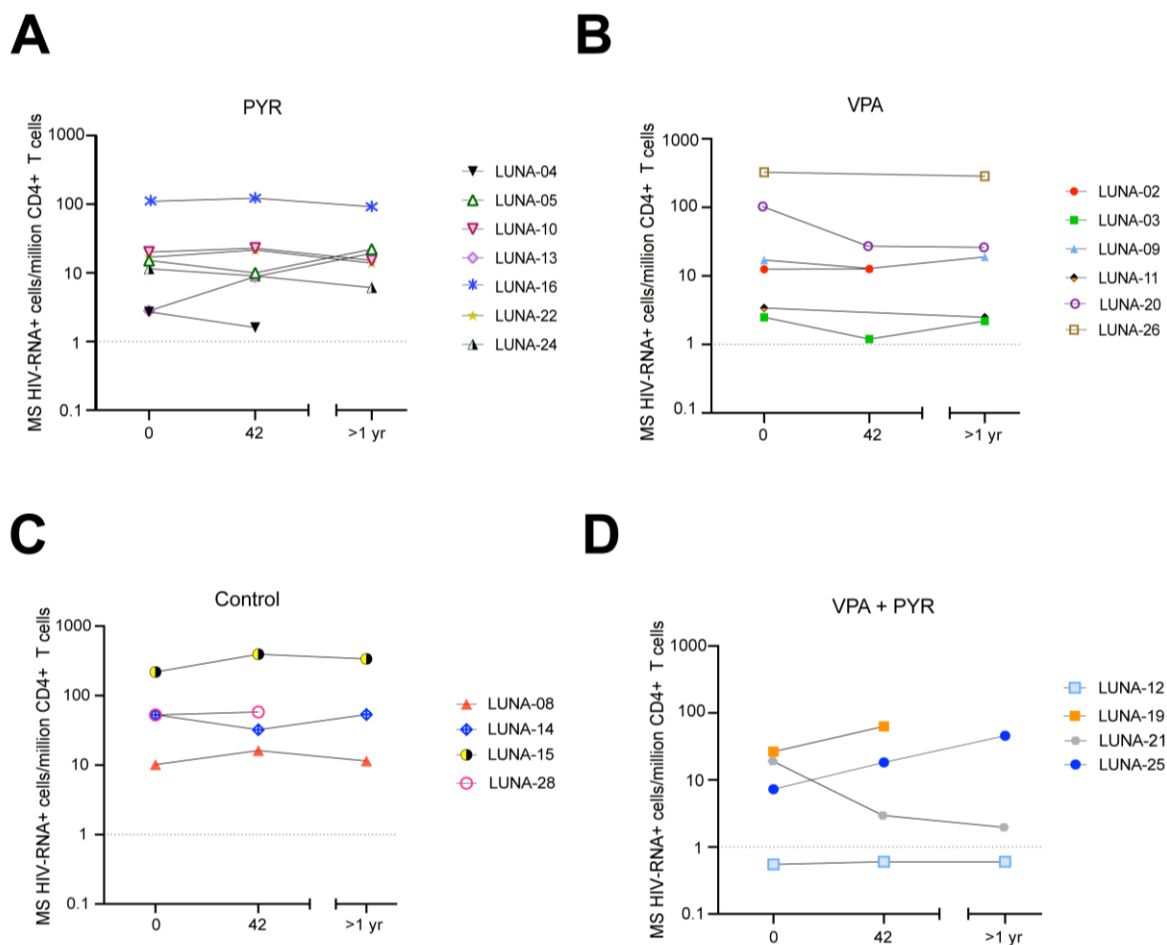 A
PYR
MS HIV-RNA+ cells/million CD4+ T cells
1000
100
10
1
0.1
0
42
>1 yr
LUNA-04
LUNA-05
LUNA-10
LUNA-13
LUNA-16
LUNA-22
LUNA-24
B
VPA
MS HIV-RNA+ cells/million CD4+ T cells
1000
100
10
1
0.1
0
42
>1 yr
LUNA-02
LUNA-03
LUNA-09
LUNA-11
LUNA-20
LUNA-26
C
Control
MS HIV-RNA+ cells/million CD4+ T cells
1000
100
10
1
0.1
0
42
>1 yr
LUNA-08
LUNA-14
LUNA-15
LUNA-28
D
VPA + PYR
MS HIV-RNA+ cells/million CD4+ T cells
1000
100
10
1
0.1
0
42
>1 yr
LUNA-12
LUNA-19
LUNA-21
LUNA-25